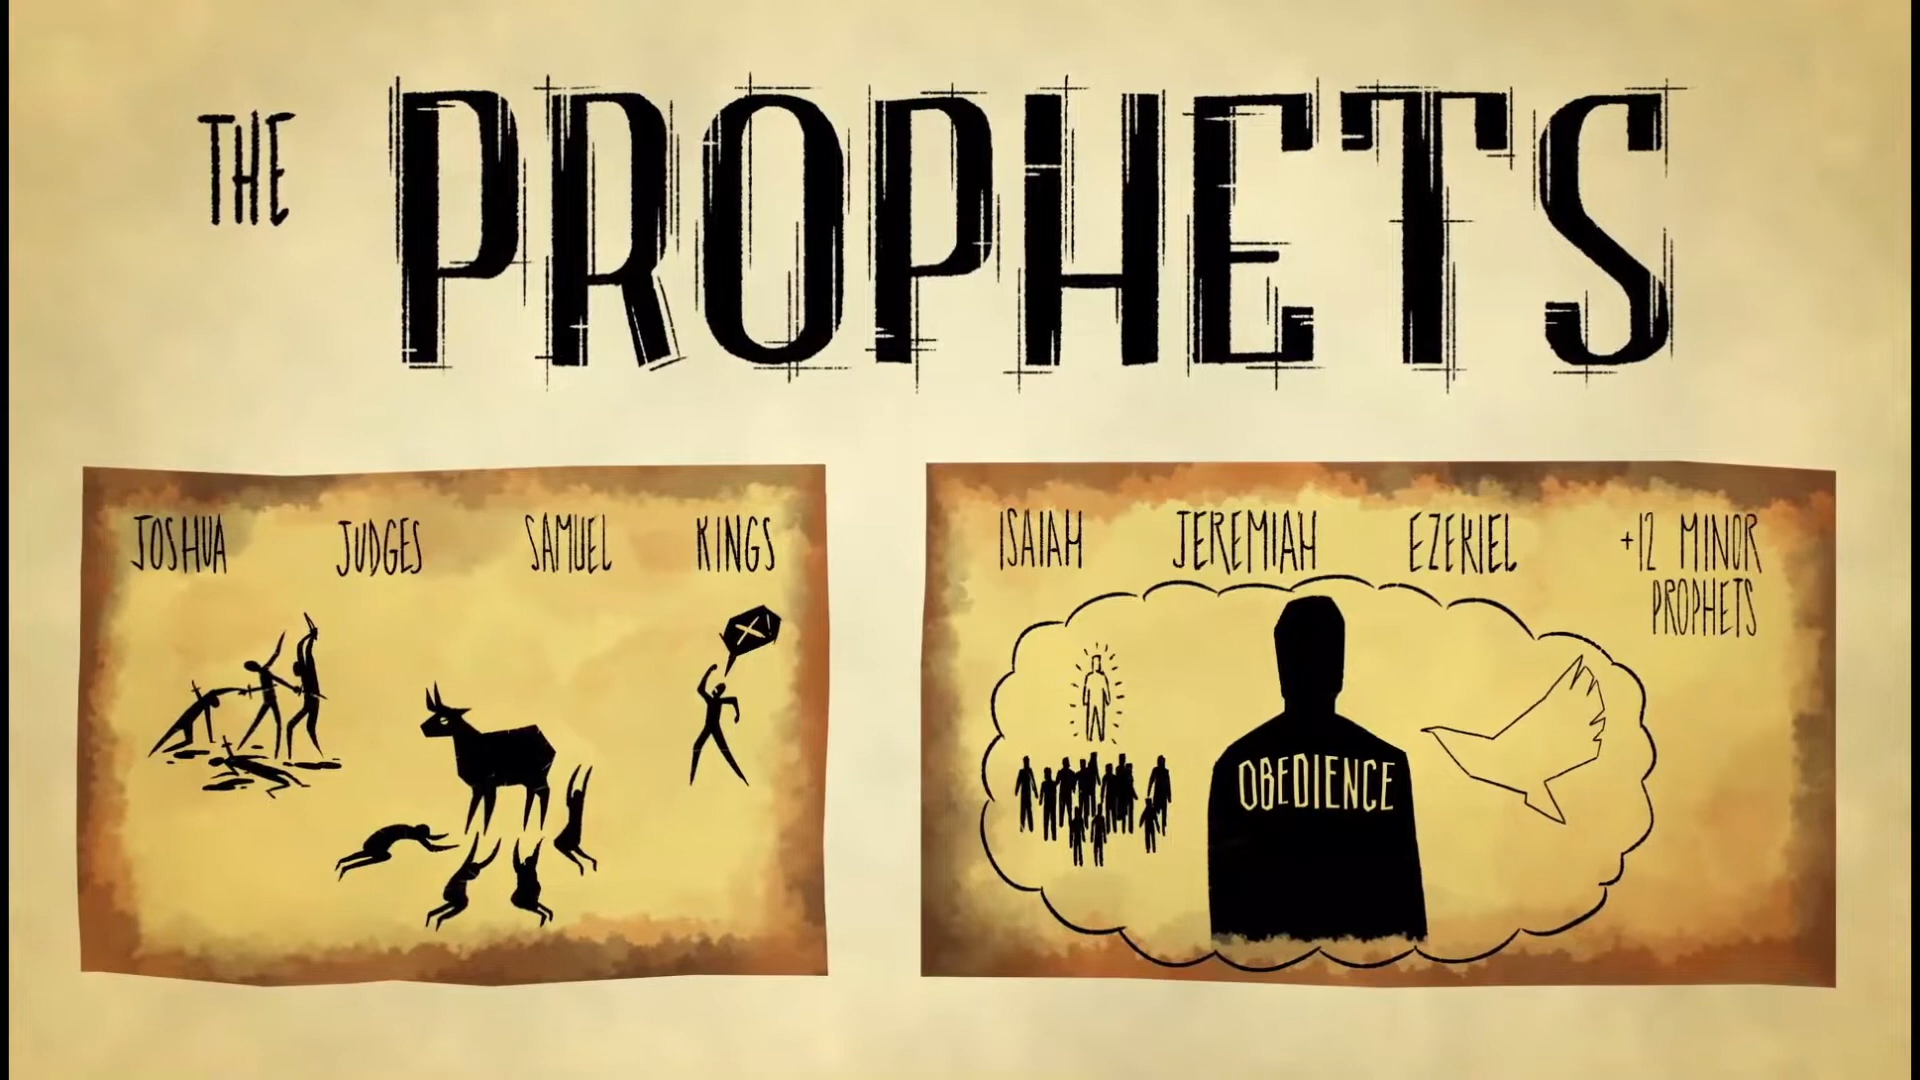 THE PROPHETS
JOSHUA JUDGES SAMUEL KINGS
ISAIAH JEREMIAH EZEKIEL +12 MINOR
PROPHETS
OBEDIENCE